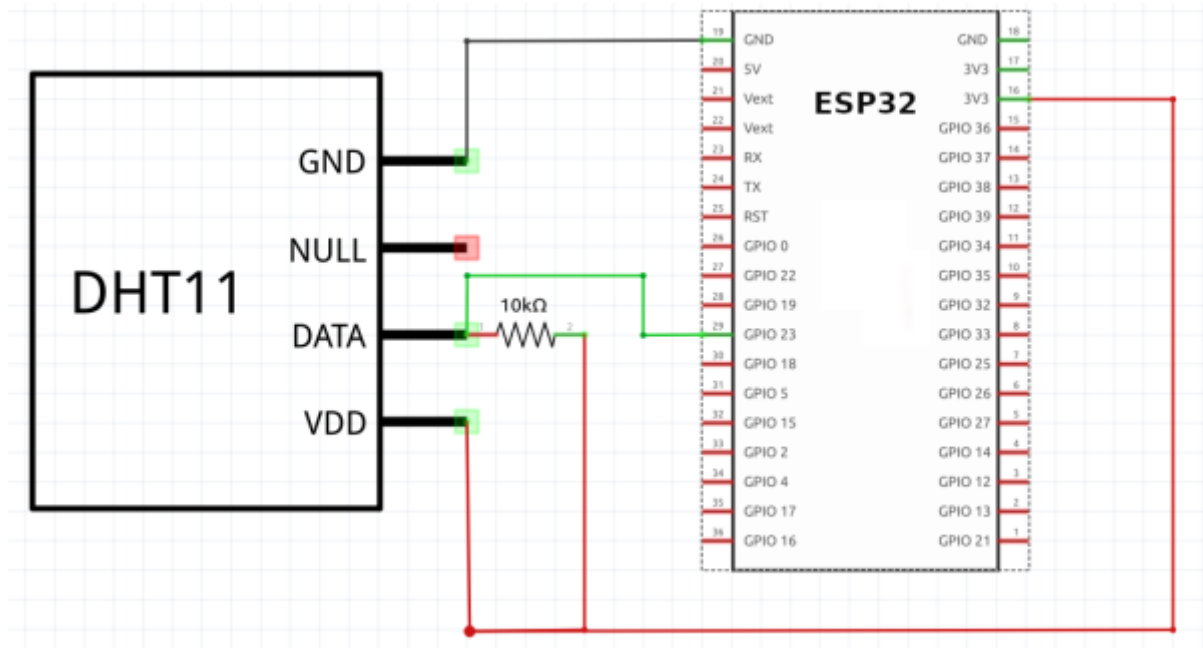 DHT11
GND
NULL
DATA
VDD
10kΩ
1
2
ESP32
19 GND
20 5V
21 Vext
22 Vext
23 RX
24 TX
25 RST
26 GPIO 0
27 GPIO 22
28 GPIO 19
29 GPIO 23
30 GPIO 18
31 GPIO 5
32 GPIO 15
33 GPIO 2
34 GPIO 4
35 GPIO 17
36 GPIO 16
GND 18
3V3 17
3V3 16
GPIO 36 15
GPIO 37 14
GPIO 38 13
GPIO 39 12
GPIO 34 11
GPIO 35 10
GPIO 32 9
GPIO 33 8
GPIO 25 7
GPIO 26 6
GPIO 27 5
GPIO 14 4
GPIO 12 3
GPIO 13 2
GPIO 21 1